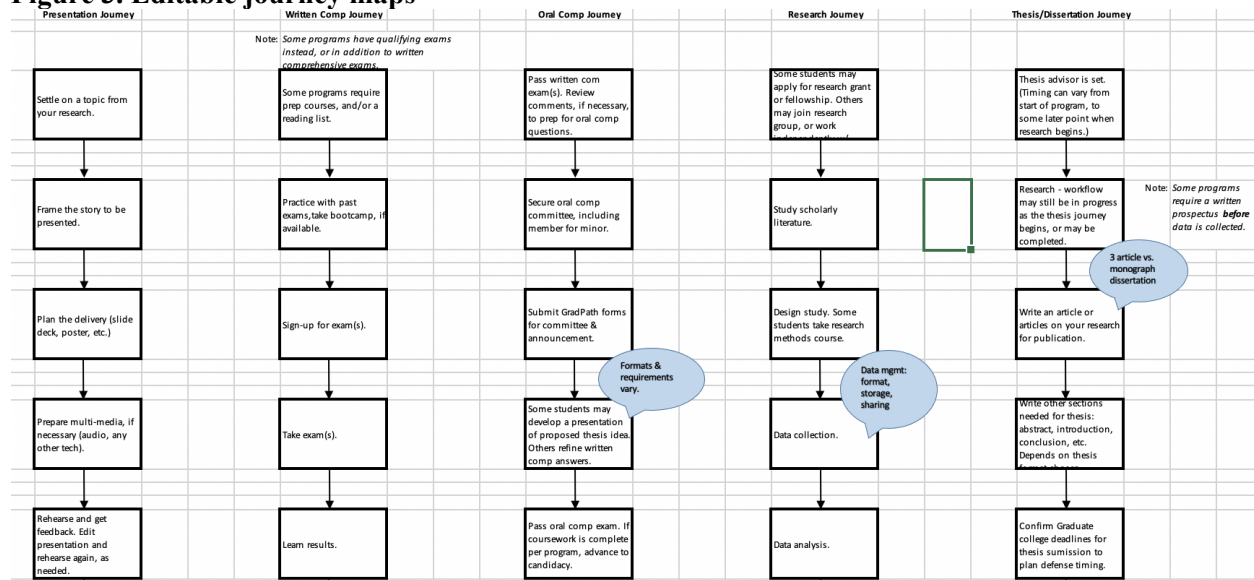 Figure 3. Editable journey maps
Presentation Journey
Settle on a topic from
your research.
Frame the story to be
presented.
Plan the delivery (slide
deck, poster, etc.)
Prepare multi-media, if
necessary (audio, any
other tech).
Rehearse and get
feedback. Edit
presentation and
rehearse again, as
needed.
Written Comp Journey
Note: Some programs have qualifying exams
instead, or in addition to written
comprehensive exams.
Some programs require
prep courses, and/or a
reading list.
Practice with past
exams,take bootcamp, if
available.
Sign-up for exam(s).
Take exam(s).
Learn results.
Oral Comp Journey
Pass written com
exam(s). Review
comments, if necessary,
to prep for oral comp
questions.
Secure oral comp
committee, including
member for minor.
Submit GradPath forms
for committee &
announcement.
Formats &
requirements
vary.
Some students may
develop a presentation
of proposed thesis idea.
Others refine written
comp answers.
Pass oral comp exam. If
coursework is complete
per program, advance to
candidacy.
Research Journey
Some students may
apply for research grant
or fellowship. Others
may join research
group, or work
Study scholarly
literature.
Design study. Some
students take research
methods course.
Data mgmt:
format,
storage,
sharing
Data collection.
Data analysis.
Thesis/Dissertation Journey
Thesis advisor is set.
(Timing can vary from
start of program, to
some later point when
research begins.)
Research - workflow
may still be in progress
as the thesis journey
begins, or may be
completed.
Note: Some programs
require a written
prospectus before
data is collected.
3 article vs.
monograph
dissertation
Write an article or
articles on your research
for publication.
Write other sections
needed for thesis:
abstract, introduction,
conclusion, etc.
Depends on thesis
Confirm Graduate
college deadlines for
thesis sumission to
plan defense timing.